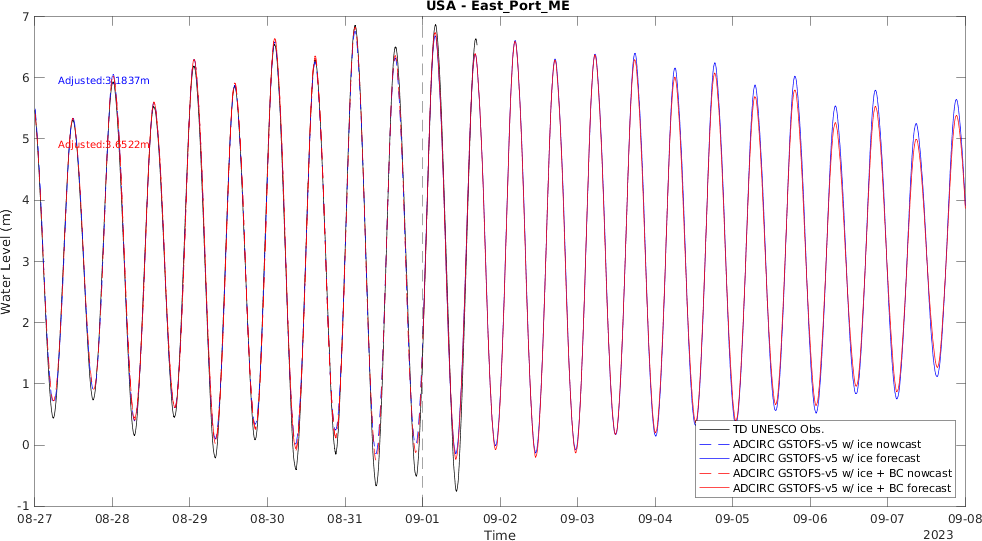 USA - East_Port_ME
7
6
5
4
3
2
1
0
-1
Water Level (m)
Adjusted:3.1837m
Adjusted:3.6522m
TD UNESCO Obs.
ADCIRC GSTOFS-v5 w/ ice nowcast
ADCIRC GSTOFS-v5 w/ ice forecast
ADCIRC GSTOFS-v5 w/ ice + BC nowcast
ADCIRC GSTOFS-v5 w/ ice + BC forecast
08-27 08-28 08-29 08-30 08-31 09-01 09-02 09-03 09-04 09-05 09-06 09-07 09-08
Time
2023